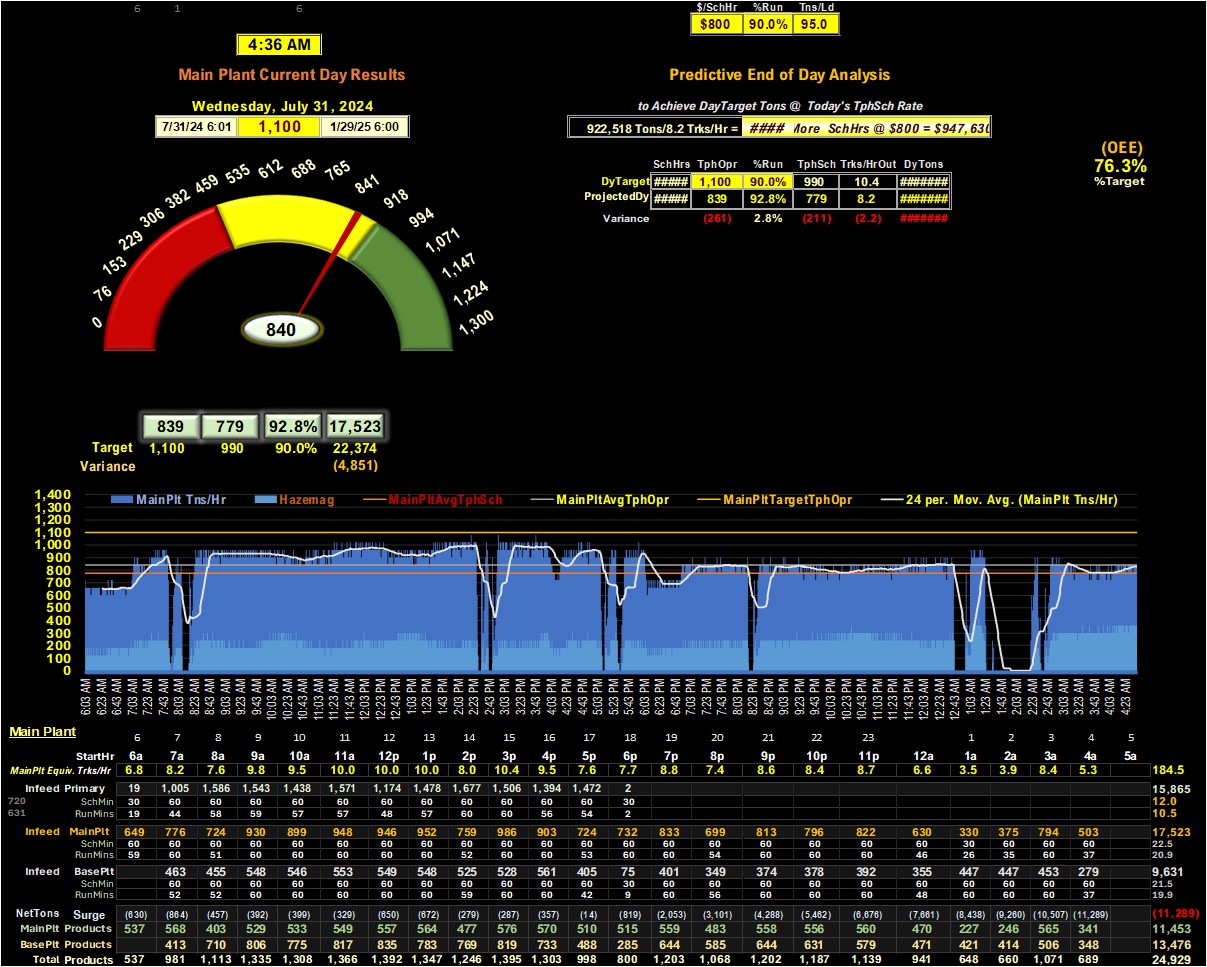 6 1 6
$/SchHr %Run Tns/Ld
$800 90.0% 95.0
4:36 AM
Main Plant Current Day Results
Predictive End of Day Analysis
Wednesday, July 31, 2024
to Achieve DayTarget Tons @ Today's TphSch Rate
7/31/24 6:01 1,100 1/29/25 6:00
922,518 Tons/8.2 Trks/Hr = #### More SchHrs @ $800 = $947,630
(OEE)
76.3%
%Target
SchHrs TphOpr %Run TphSch Trks/HrOut DyTons
DyTarget ##### 1,100 90.0% 990 10.4 #######
ProjectedDy ##### 839 92.8% 779 8.2 #######
Variance (261) 2.8% (211) (2.2) #######
0 76 153 229 306 382 459 535 612 688 765 841 918 994 1,071 1,147 1,224 1,300
840
839 779 92.8% 17,523
Target 1,100 990 90.0% 22,374
Variance (4,851)
MainPlt Tns/Hr Hazemag MainPltAvgTphSch MainPltAvgTphOpr MainPltTargetTphOpr 24 per. Mov. Avg. (MainPlt Tns/Hr)
1,400
1,300
1,200
1,100
1,000
900
800
700
600
500
400
300
200
100
0
6:03 AM 6:23 AM 6:43 AM 7:03 AM 7:23 AM 7:43 AM 8:03 AM 8:23 AM 8:43 AM 9:03 AM 9:23 AM 9:43 AM 10:03 AM 10:23 AM 10:43 AM 11:03 AM 11:23 AM 11:43 AM 12:03 PM 12:23 PM 12:43 PM 1:03 PM 1:23 PM 1:43 PM 2:03 PM 2:23 PM 2:43 PM 3:03 PM 3:23 PM 3:43 PM 4:03 PM 4:23 PM 4:43 PM 5:03 PM 5:23 PM 5:43 PM 6:03 PM 6:23 PM 6:43 PM 7:03 PM 7:23 PM 7:43 PM 8:03 PM 8:23 PM 8:43 PM 9:03 PM 9:23 PM 9:43 PM 10:03 PM 10:23 PM 10:43 PM 11:03 PM 11:23 PM 11:43 PM 12:03 AM 12:23 AM 12:43 AM 1:03 AM 1:23 AM 1:43 AM 2:03 AM 2:23 AM 2:43 AM 3:03 AM 3:23 AM 3:43 AM 4:03 AM 4:23 AM
Main Plant
6 7 8 9 10 11 12 13 14 15 16 17 18 19 20 21 22 23 1 2 3 4 5
StartHr 6a 7a 8a 9a 10a 11a 12p 1p 2p 3p 4p 5p 6p 7p 8p 9p 10p 11p 12a 1a 2a 3a 4a 5a
MainPlt Equiv. Trks/Hr 6.8 8.2 7.6 9.8 9.5 10.0 10.0 10.0 8.0 10.4 9.5 7.6 7.7 8.8 7.4 8.6 8.4 8.7 6.6 3.5 3.9 8.4 5.3 184.5
Infeed Primary 19 1,005 1,586 1,543 1,438 1,571 1,174 1,478 1,677 1,506 1,394 1,472 2 15,865
720 SchMin 30 60 60 60 60 60 60 60 60 60 60 60 30 12.0
631 RunMins 19 44 58 59 57 57 48 57 60 56 54 2 10.5
Infeed MainPlt 649 776 724 930 899 948 946 952 759 986 903 724 732 833 699 813 796 822 630 330 375 794 503 17,523
SchMin 60 60 60 60 60 60 60 60 60 60 60 60 60 60 60 60 60 60 60 30 60 60 60 22.5
RunMins 59 60 51 60 60 60 60 60 52 60 60 53 60 60 54 60 60 60 46 26 35 60 37 20.9
Infeed BasePlt 463 455 548 546 553 549 548 525 528 561 405 75 401 349 374 378 392 355 447 447 453 279 9,631
SchMin 60 60 60 60 60 60 60 60 60 60 60 30 60 60 60 60 60 60 60 60 60 60 21.5
RunMins 52 52 60 60 60 60 60 59 60 60 42 9 56 60 60 60 60 48 60 60 60 37 19.9
NetTons Surge (630) (864) (457) (392) (399) (329) (650) (672) (279) (287) (357) (14) (819) (2,053) (3,101) (4,288) (5,462) (6,676) (7,661) (8,438) (9,260) (10,507) (11,289) (11,289)
MainPlt Products 537 568 403 529 533 549 557 564 477 576 570 510 515 559 483 558 556 560 470 227 246 565 341 11,453
BasePlt Products 413 710 806 775 817 835 783 769 819 733 488 285 644 585 644 631 579 471 421 414 506 348 13,476
Total Products 537 981 1,113 1,335 1,308 1,366 1,392 1,347 1,246 1,395 1,303 998 800 1,203 1,068 1,202 1,187 1,139 941 648 660 1,071 689 24,929